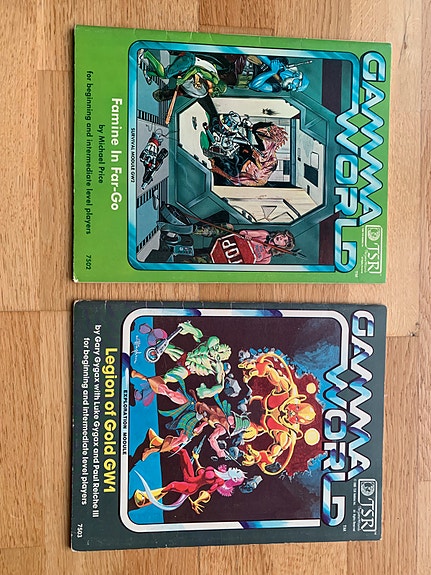 GAMMA
WORLD
TSR
SURVIVAL MODULE GW2
STOP
Famine In Far-Go
by Michael Price
for beginning and intermediate level players
7502
GAMMA
WORLD
TSR
EXPLORATION MODULE
Legion of Gold GW1
by Gary Gygax with Luke Gygax and Paul Reiche III
for beginning and intermediate level players
7503